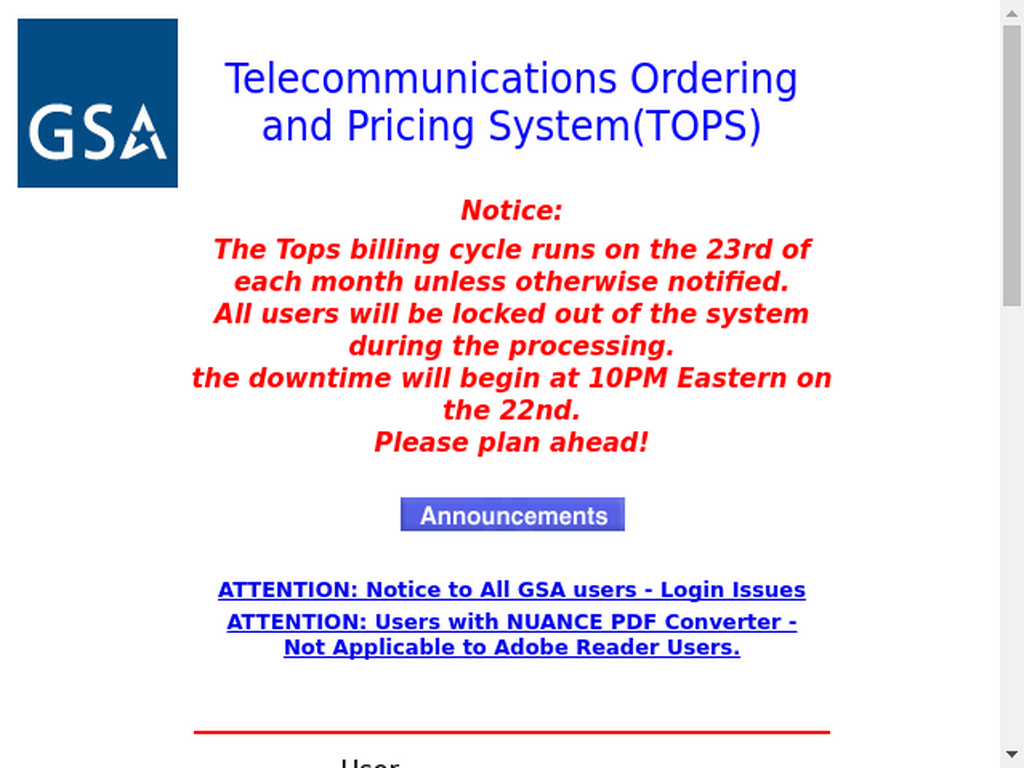 GSA
Telecommunications Ordering
and Pricing System(TOPS)
Notice:
The Tops billing cycle runs on the 23rd of
each month unless otherwise notified.
All users will be locked out of the system
during the processing.
the downtime will begin at 10PM Eastern on
the 22nd.
Please plan ahead!
Announcements
ATTENTION: Notice to All GSA users - Login Issues
ATTENTION: Users with NUANCE PDF Converter -
Not Applicable to Adobe Reader Users.
User